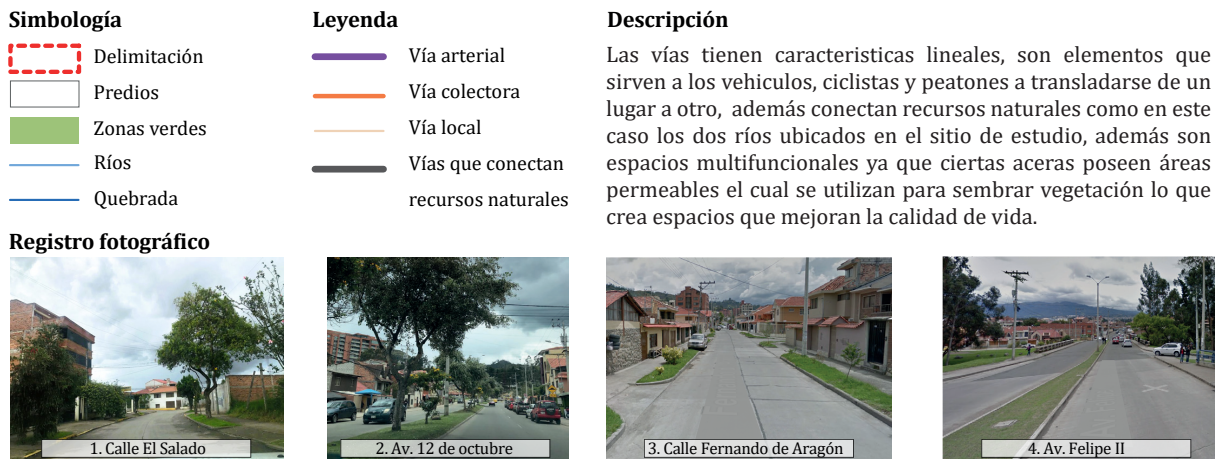 Simbología
Delimitación
Predios
Zonas verdes
Ríos
Quebrada
Leyenda
Vía arterial
Vía colectora
Vía local
Vías que conectan
recursos naturales
Descripción
Las vías tienen caracteristicas lineales, son elementos que
sirven a los vehiculos, ciclistas y peatones a transladarse de un
lugar a otro, además conectan recursos naturales como en este
caso los dos ríos ubicados en el sitio de estudio, además son
espacios multifuncionales ya que ciertas aceras poseen áreas
permeables el cual se utilizan para sembrar vegetación lo que
crea espacios que mejoran la calidad de vida.
Registro fotográfico
1. Calle El Salado
2. Av. 12 de octubre
3. Calle Fernando de Aragón
4. Av. Felipe II